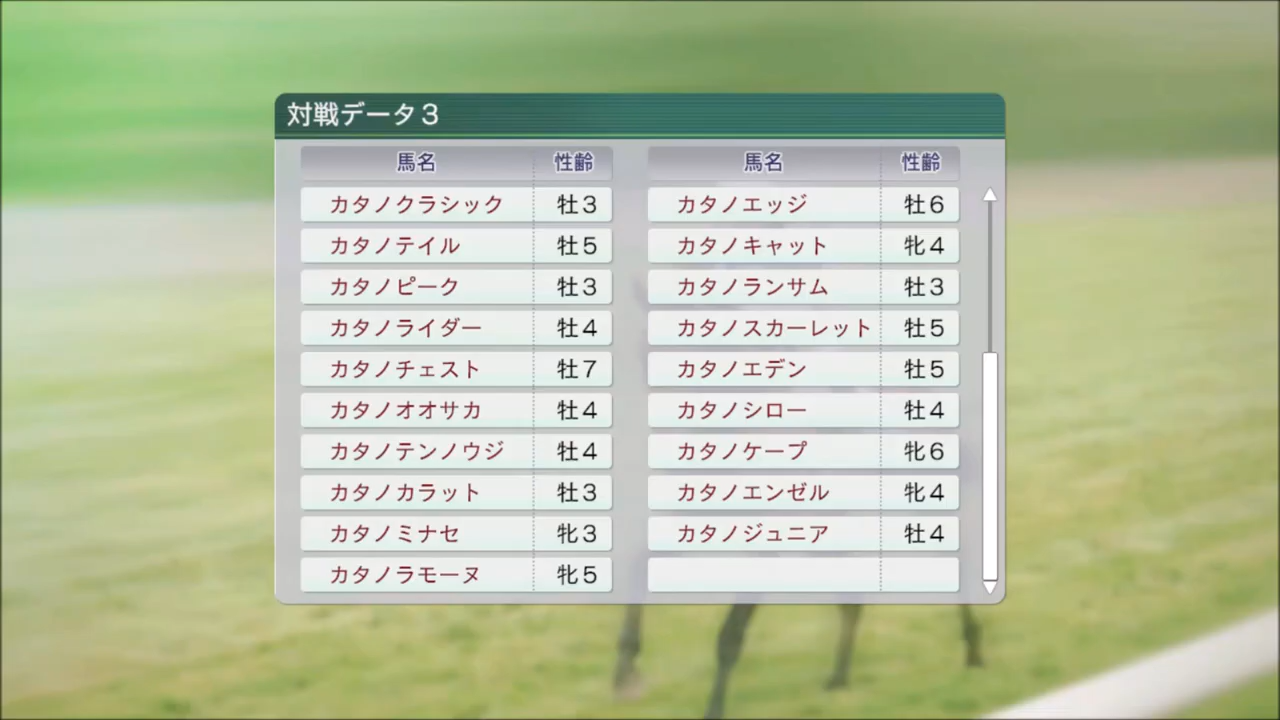 対戦データ3
馬名 性齢 馬名 性齢
カタノクラシック 牡3 カタノエッジ 牡6
カタノテイル 牡5 カタノキャット 牝4
カタノピーク 牡3 カタノランサム 牡3
カタノライダー 牡4 カタノスカーレット 牡5
カタノチェスト 牡7 カタノエデン 牡5
カタノオオサカ 牡4 カタノシロー 牡4
カタノテンノウジ 牡4 カタノケープ 牝6
カタノカラット 牡3 カタノエンゼル 牝4
カタノミナセ 牝3 カタノジュニア 牡4
カタノラモーヌ 牝5